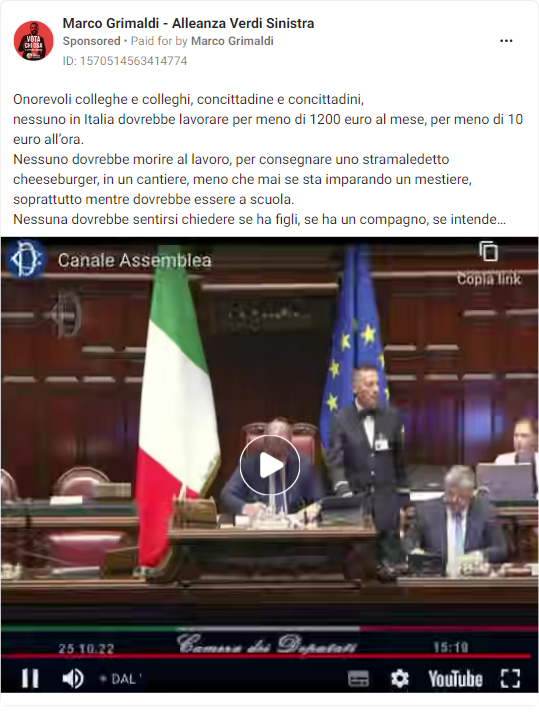 Marco Grimaldi - Alleanza Verdi Sinistra
Sponsored • Paid for by Marco Grimaldi
ID: 1570514563414774
Onorevoli colleghe e colleghi, concittadine e concittadini,
nessuno in Italia dovrebbe lavorare per meno di 1200 euro al mese, per meno di 10
euro all’ora.
Nessuno dovrebbe morire al lavoro, per consegnare uno stramaledetto
cheeseburger, in un cantiere, meno che mai se sta imparando un mestiere,
soprattutto mentre dovrebbe essere a scuola.
Nessuna dovrebbe sentirsi chiedere se ha figli, se ha un compagno, se intende...
Canale Assemblea
Copia link
25.10.22
Camera dei Deputati
15:10
• DAL
YouTube